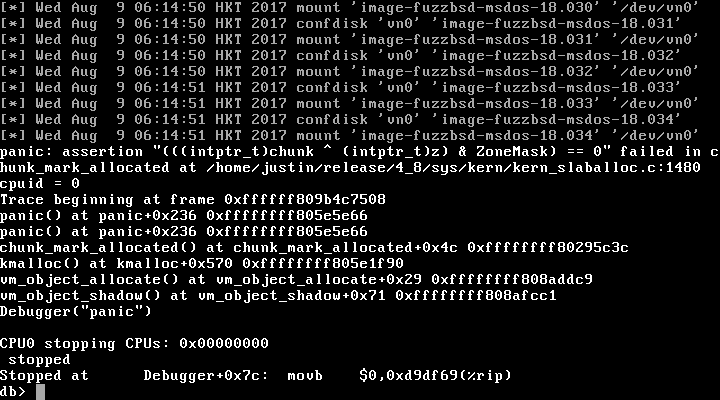 [*] Wed Aug  9 06:14:50 HKT 2017 mount 'image-fuzzbsd-msdos-18.030' '/dev/vn0'
[*] Wed Aug  9 06:14:50 HKT 2017 confdisk 'vn0' 'image-fuzzbsd-msdos-18.031'
[*] Wed Aug  9 06:14:50 HKT 2017 mount 'image-fuzzbsd-msdos-18.031' '/dev/vn0'
[*] Wed Aug  9 06:14:50 HKT 2017 confdisk 'vn0' 'image-fuzzbsd-msdos-18.032'
[*] Wed Aug  9 06:14:50 HKT 2017 mount 'image-fuzzbsd-msdos-18.032' '/dev/vn0'
[*] Wed Aug  9 06:14:50 HKT 2017 confdisk 'vn0' 'image-fuzzbsd-msdos-18.033'
[*] Wed Aug  9 06:14:51 HKT 2017 mount 'image-fuzzbsd-msdos-18.033' '/dev/vn0'
[*] Wed Aug  9 06:14:51 HKT 2017 confdisk 'vn0' 'image-fuzzbsd-msdos-18.034'
[*] Wed Aug  9 06:14:51 HKT 2017 mount 'image-fuzzbsd-msdos-18.034' '/dev/vn0'
panic: assertion "(((intptr_t)chunk ^ (intptr_t)z) & ZoneMask) == 0" failed in c
hunk_mark_allocated at /home/justin/release/4_8/sys/kern/kern_slaballoc.c:1480
cpuid = 0
Trace beginning at frame 0xffffff809b4c7508
panic() at panic+0x236 0xffffffff805e5e66
panic() at panic+0x236 0xffffffff805e5e66
chunk_mark_allocated() at chunk_mark_allocated+0x4c 0xffffffff80295c3c
kmalloc() at kmalloc+0x570 0xffffffff805e1f90
vm_object_allocate() at vm_object_allocate+0x29 0xffffffff808addc9
vm_object_shadow() at vm_object_shadow+0x71 0xffffffff808afcc1
Debugger("panic")
CPU0 stopping CPUs: 0x00000000
 stopped
Stopped at      Debugger+0x7c:  movb    $0,0xd9df69(%rip)
db>